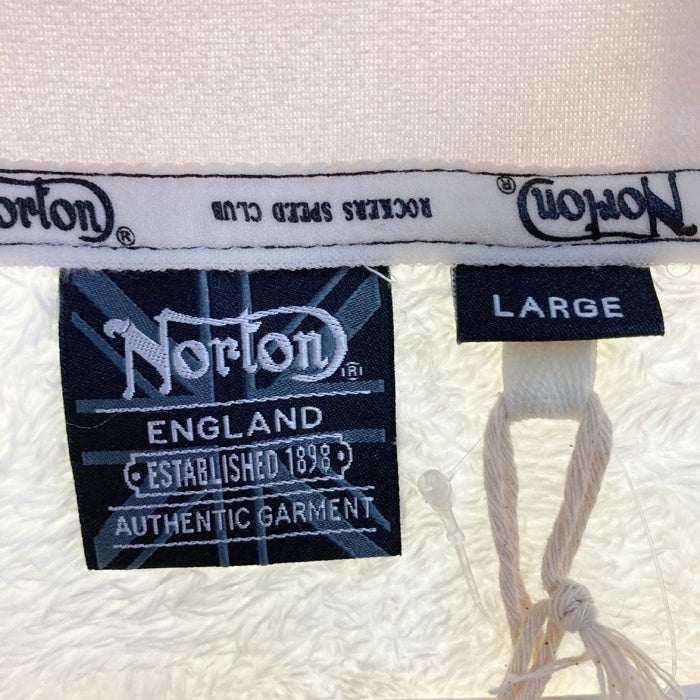 Norton®
ROCKERS SPEED CLUB
Norton®
Norton®
ENGLAND
ESTABLISHED 1898
AUTHENTIC GARMENT
LARGE